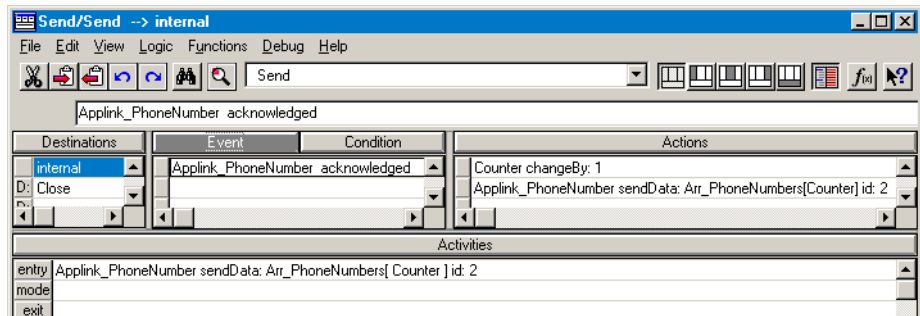 Send/Send --> internal
File Edit View Logic Functions Debug Help
Send
f(x)
Applink_PhoneNumber acknowledged
Destinations Event Condition Actions
internal Applink_PhoneNumber acknowledged Counter changeBy: 1
D: Close Applink_PhoneNumber sendData: Arr_PhoneNumbers[Counter] id: 2
D:
Activities
entry Applink_PhoneNumber sendData: Arr_PhoneNumbers[ Counter ] id: 2
mode
exit